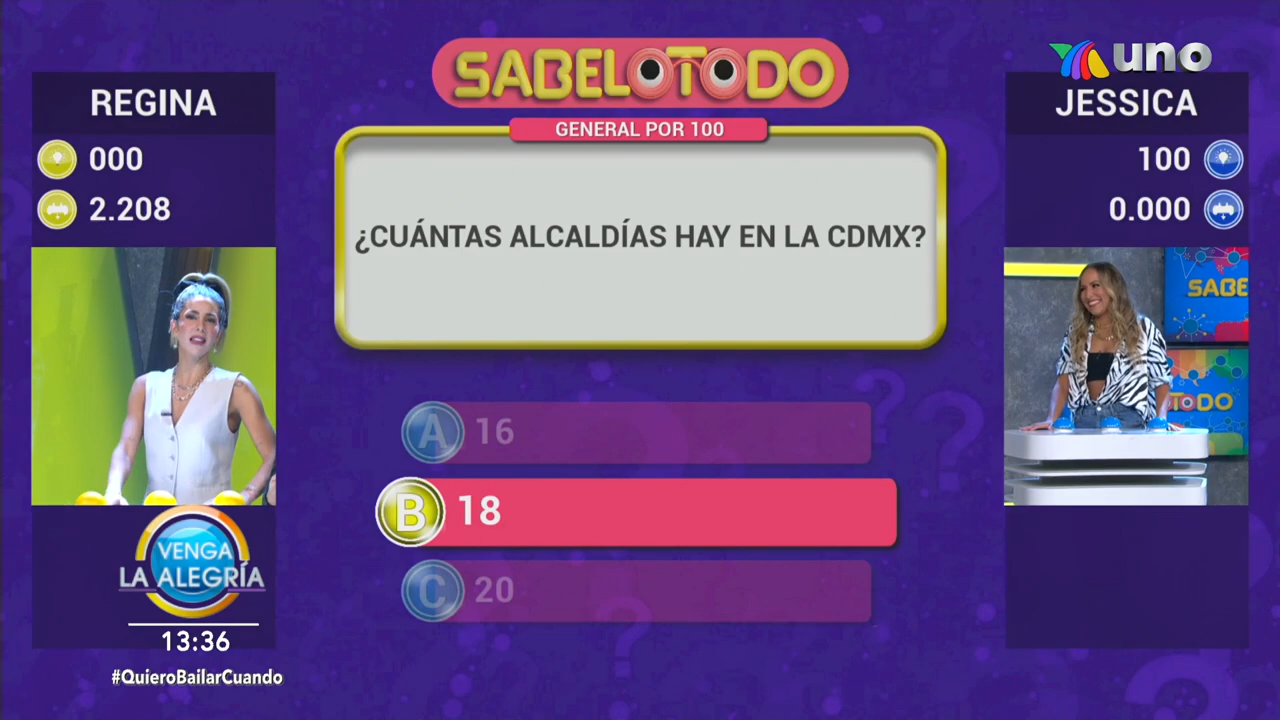 SABELOTODO
uno
REGINA
000
2.208
GENERAL POR 100
¿CUÁNTAS ALCALDÍAS HAY EN LA CDMX?
JESSICA
100
0.000
A 16
B 18
C 20
SABE
TODO
VENGA
LA ALEGRÍA
13:36
#QuieroBailarCuando